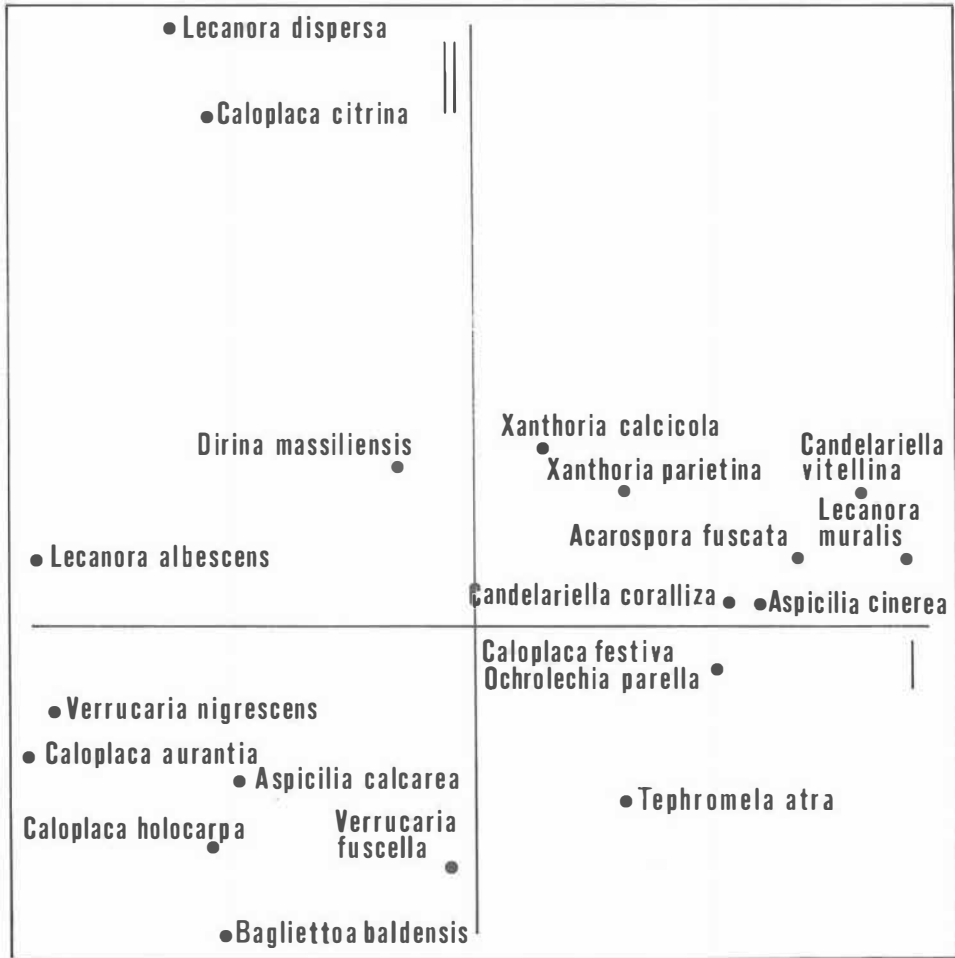 Lecanora dispersa
II
Caloplaca citrina
Xanthoria calcicola
Dirina massiliensis
Candelariella
vitellina
Xanthoria parietina
Lecanora
muralis
Acarospora fuscata
Lecanora albescens
Candelariella coralliza
Aspicilia cinerea
Caloplaca festiva
Ochrolechia parella
I
Verrucaria nigrescens
Caloplaca aurantia
Aspicilia calcarea
Tephromela atra
Caloplaca holocarpa
Verrucaria
fuscella
Bagliettoa baldensis